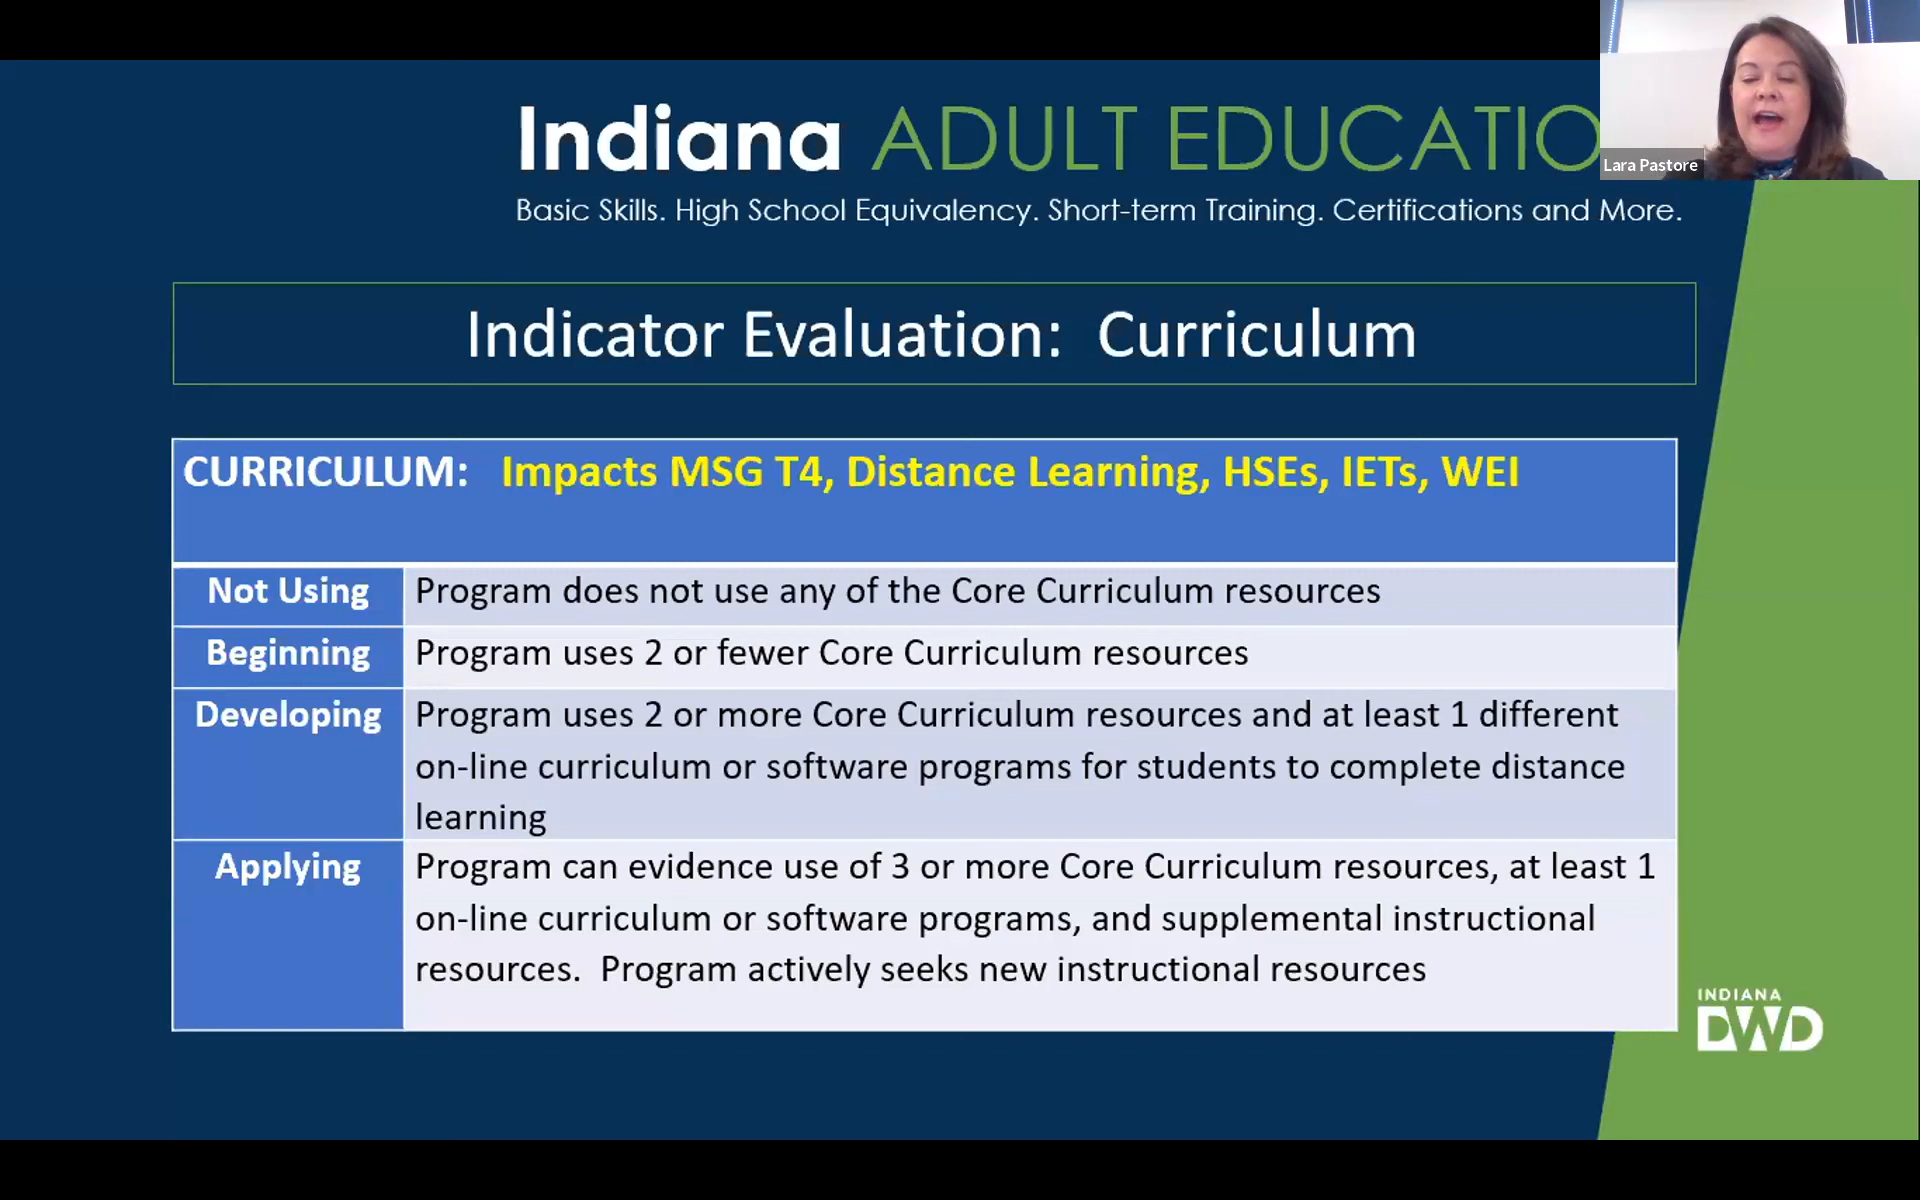 Indiana ADULT EDUCATIO
Lara Pastore
Basic Skills. High School Equivalency. Short-term Training. Certifications and More.
Indicator Evaluation:  Curriculum
CURRICULUM:   Impacts MSG T4, Distance Learning, HSEs, IETs, WEI
Not Using
Program does not use any of the Core Curriculum resources
Beginning
Program uses 2 or fewer Core Curriculum resources
Developing
Program uses 2 or more Core Curriculum resources and at least 1 different
on-line curriculum or software programs for students to complete distance
learning
Applying
Program can evidence use of 3 or more Core Curriculum resources, at least 1
on-line curriculum or software programs, and supplemental instructional
resources.  Program actively seeks new instructional resources
INDIANA
DWD